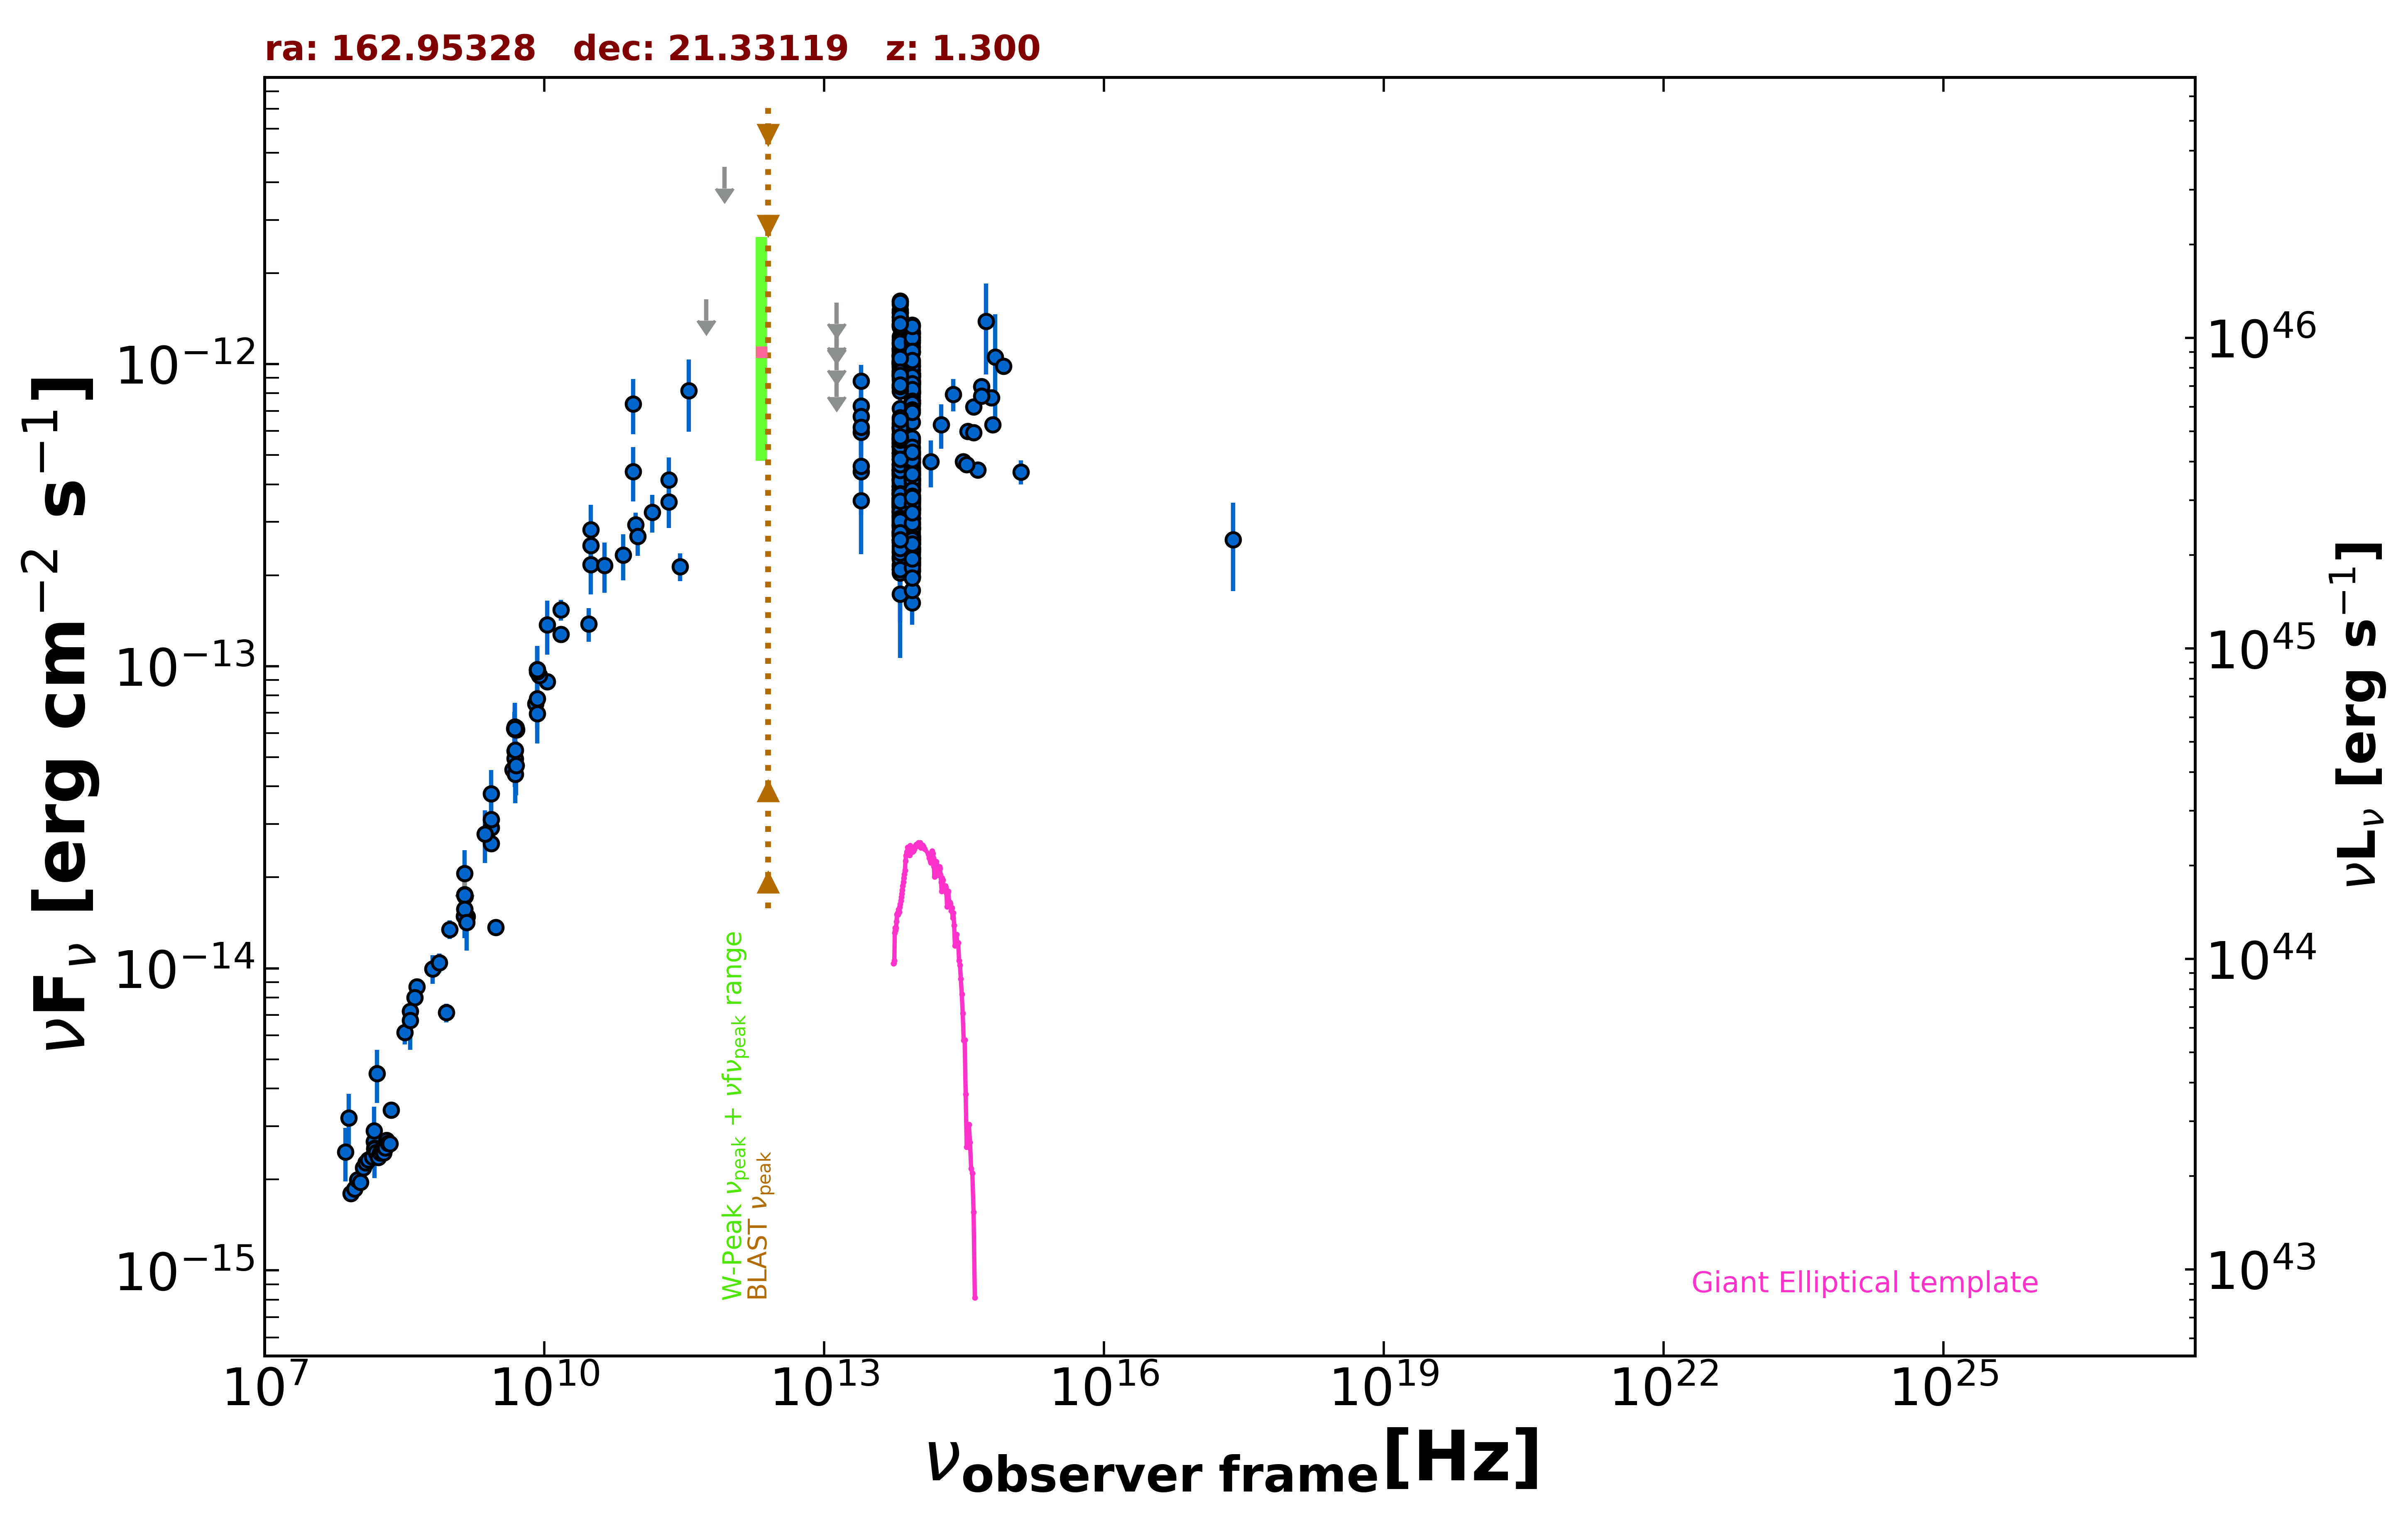 ra: 162.95328   dec: 21.33119   z: 1.300
νFν [erg cm−2 s−1]
10−12
10−13
10−14
10−15
1046
1045
1044
1043
νLν [erg s−1]
W-Peak νpeak + νfνpeak range
BLAST νpeak
Giant Elliptical template
107
1010
1013
1016
1019
1022
1025
νobserver frame[Hz]